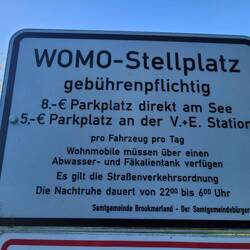 WOMO-Stellplatz
gebührenpflichtig
8.-€ Parkplatz direkt am See
5.-€ Parkplatz an der V.+E. Station
pro Fahrzeug pro Tag
Wohnmobile müssen über einen
Abwasser- und Fäkalientank verfügen
Es gilt die Straßenverkehrsordnung
Die Nachtruhe dauert von 22⁰⁰ bis 6⁰⁰ Uhr
Samtgemeinde Brookmerland - Der Samtgemeindebürger